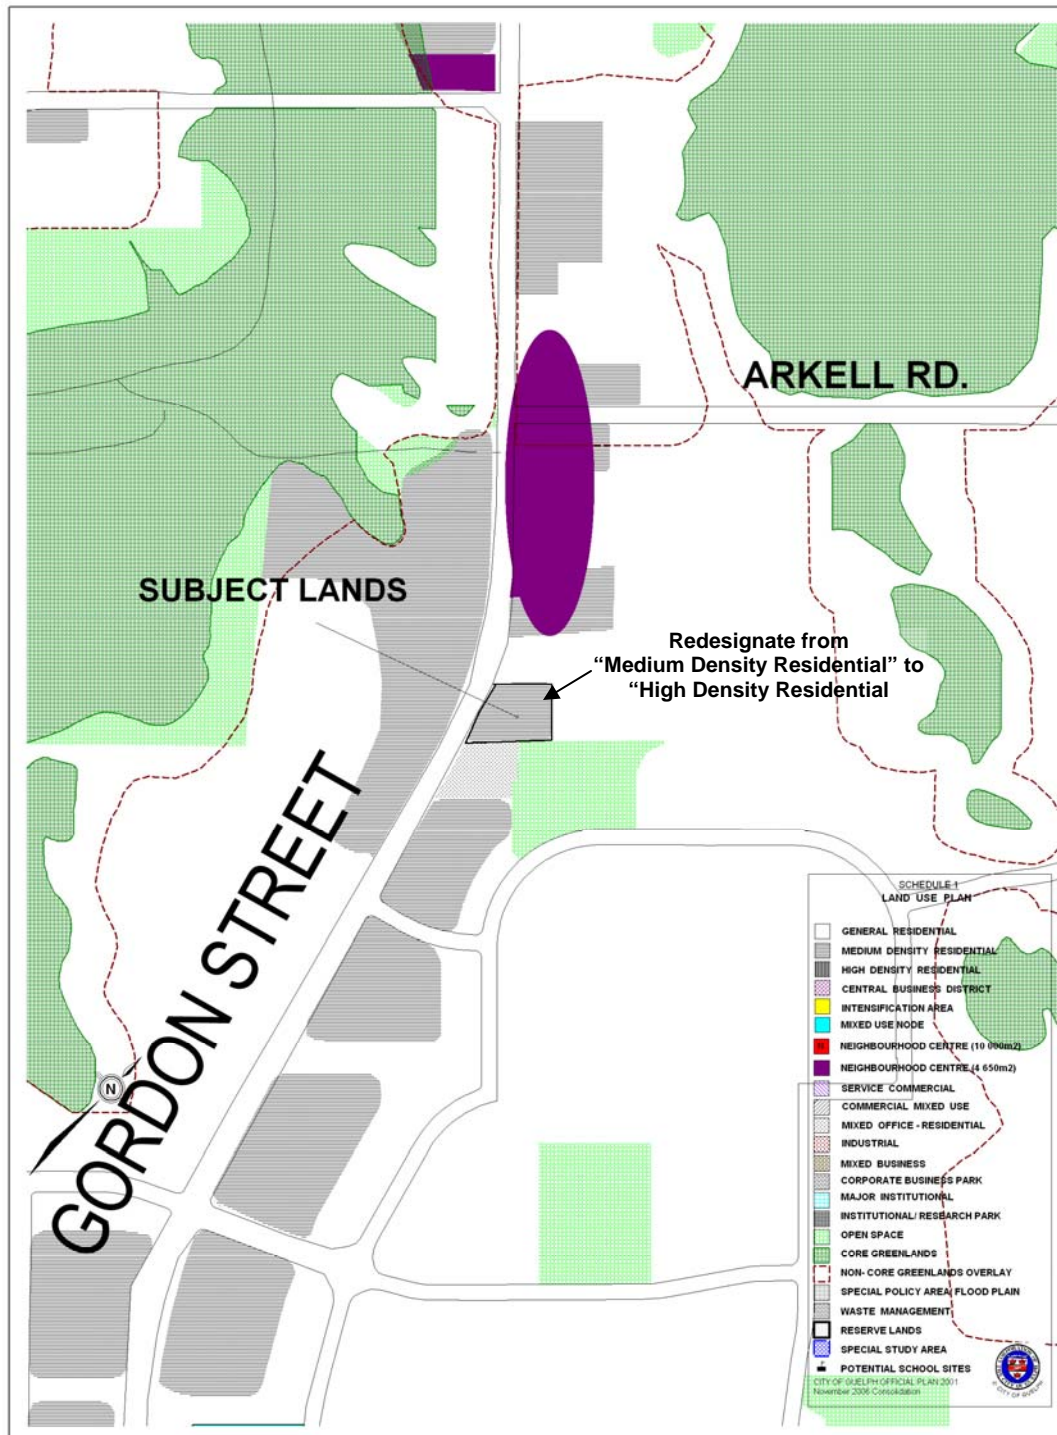 ARKELL RD.
SUBJECT LANDS
Redesignate from
“Medium Density Residential” to
“High Density Residential
GORDON STREET
N
SCHEDULE 1
LAND USE PLAN
GENERAL RESIDENTIAL
MEDIUM DENSITY RESIDENTIAL
HIGH DENSITY RESIDENTIAL
CENTRAL BUSINESS DISTRICT
INTENSIFICATION AREA
MIXED USE NODE
NEIGHBOURHOOD CENTRE (10 000m2)
NEIGHBOURHOOD CENTRE (4 650m2)
SERVICE COMMERCIAL
COMMERCIAL MIXED USE
MIXED OFFICE - RESIDENTIAL
INDUSTRIAL
MIXED BUSINESS
CORPORATE BUSINESS PARK
MAJOR INSTITUTIONAL
INSTITUTIONAL/ RESEARCH PARK
OPEN SPACE
CORE GREENLANDS
NON- CORE GREENLANDS OVERLAY
SPECIAL POLICY AREA FLOOD PLAIN
WASTE MANAGEMENT
RESERVE LANDS
SPECIAL STUDY AREA
POTENTIAL SCHOOL SITES
CITY OF GUELPH OFFICIAL PLAN 2001
November 2006 Consolidation
CITY OF GUELPH